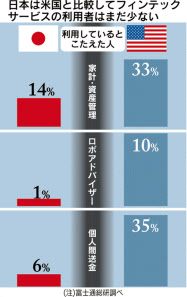 日本は米国と比較してフィンテック
サービスの利用者はまだ少ない
利用していると
こたえた人
家計・資産管理
14%
33%
ロボアドバイザー
1%
10%
個人間送金
6%
35%
(注)富士通総研調べ